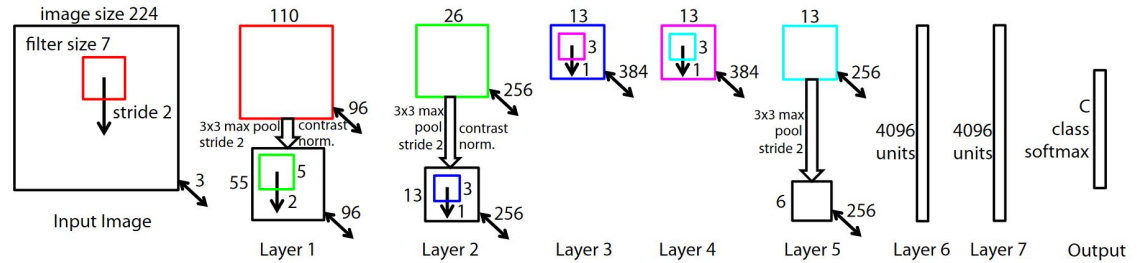 image size 224
filter size 7
stride 2
3
Input Image
110
96
3x3 max pool
stride 2
contrast
norm.
5
2
55
96
Layer 1
26
256
3x3 max
pool
stride 2
contrast
norm.
3
1
13
256
Layer 2
13
3
1
384
Layer 3
13
3
1
384
Layer 4
13
256
3x3 max
pool
stride 2
6
256
Layer 5
4096
units
Layer 6
4096
units
Layer 7
C
class
softmax
Output